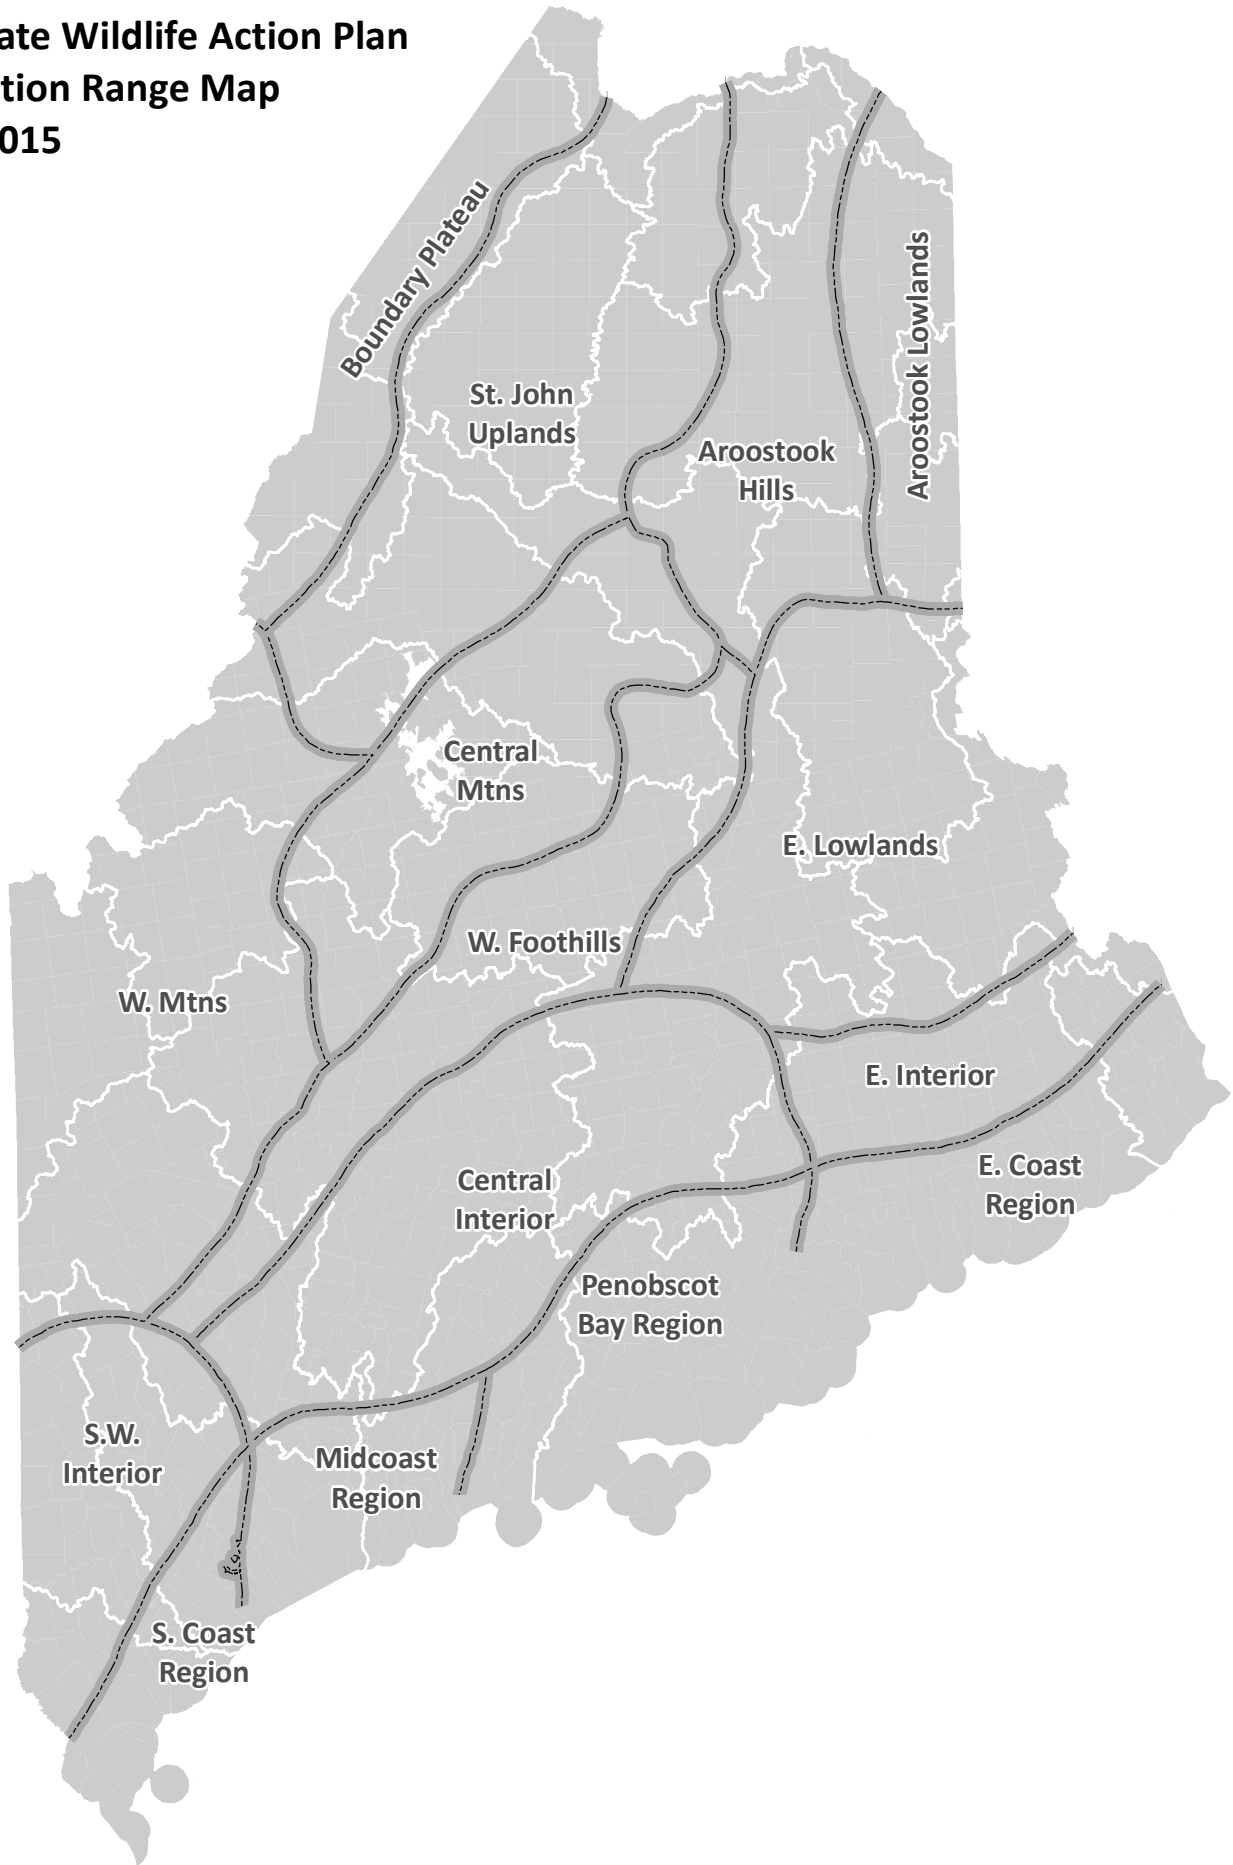 ate Wildlife Action Plan
tion Range Map
015
Boundary Plateau
St. John
Uplands
Aroostook
Hills
Aroostook Lowlands
Central
Mtns
E. Lowlands
W. Foothills
W. Mtns
E. Interior
E. Coast
Region
Central
Interior
Penobscot
Bay Region
S.W.
Interior
Midcoast
Region
S. Coast
Region